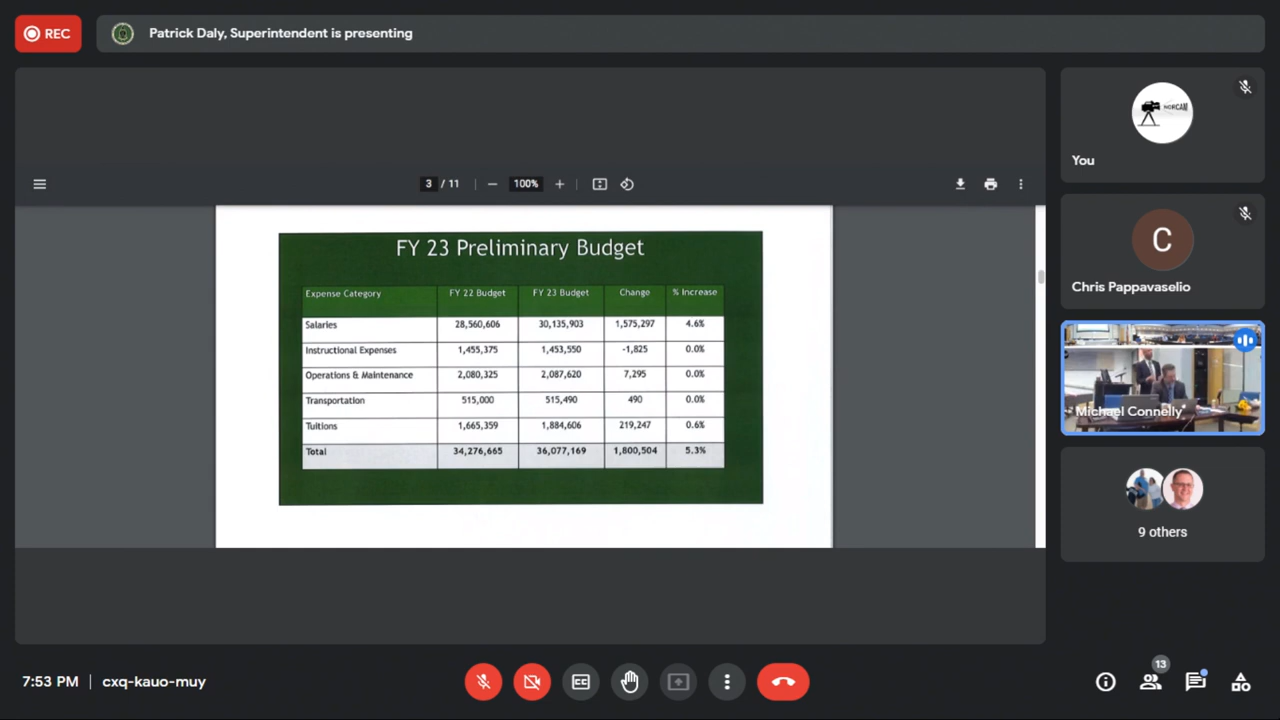 REC
Patrick Daly, Superintendent is presenting
3 / 11 100%
FY 23 Preliminary Budget
Expense Category FY 22 Budget FY 23 Budget Change % Increase
Salaries 28,560,606 30,135,903 1,575,297 4.6%
Instructional Expenses 1,455,375 1,453,550 -1,825 0.0%
Operations & Maintenance 2,080,325 2,087,620 7,295 0.0%
Transportation 515,000 515,490 490 0.0%
Tuitions 1,665,359 1,884,606 219,247 0.6%
Total 34,276,665 36,077,169 1,800,504 5.3%
NORCAM
You
C
Chris Pappavaselio
Michael Connelly
9 others
7:53 PM | cxq-kauo-muy
CC
13